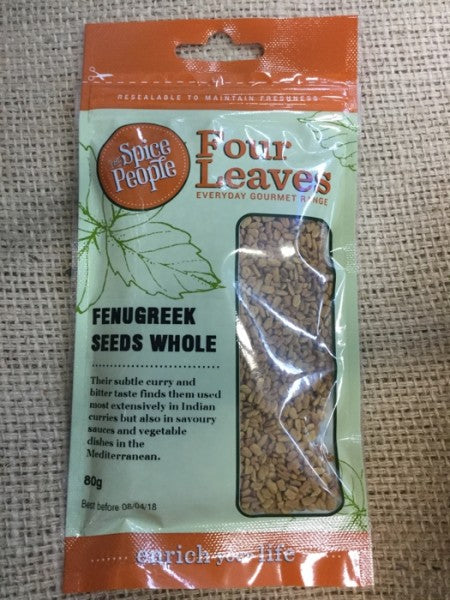 RESEALABLE TO MAINTAIN FRESHNESS
THE Spice
People
Four
Leaves
EVERYDAY GOURMET RANGE
FENUGREEK
SEEDS WHOLE
Their subtle curry and
bitter taste finds them used
most extensively in Indian
curries but also in savoury
sauces and vegetable
dishes in the
Mediterranean.
80g
Best before 08/04/18
enrich your life